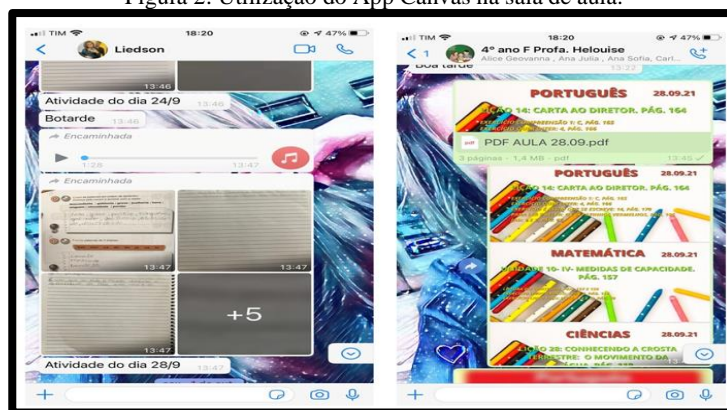 Figura 2: Utilização do App Canvas na sala de aula.
TIM
18:20
47%
Liedson
13:46
Atividade do dia 24/9
13:46
Botarde
13:46
Encaminhada
1:28
13:47
Encaminhada
13:47
13:47
13:47
+5
Atividade do dia 28/9
13:47
TIM
18:20
47%
1
4º ano F Profa. Helouise
Alice Geovanna , Ana Julia , Ana Sofia, Carl...
Boa tarde
13:22
PORTUGUÊS 28.09.21
LIÇÃO 14: CARTA AO DIRETOR. PÁG. 164
PDF AULA 28.09.pdf
3 páginas · 1,4 MB · pdf
13:45
PORTUGUÊS 28.09.21
LIÇÃO 14: CARTA AO DIRETOR. PÁG. 164
MATEMÁTICA 28.09.21
UNIDADE 10- IV- MEDIDAS DE CAPACIDADE.
PÁG. 157
CIÊNCIAS 28.09.21
LIÇÃO 28: CONHECENDO A CROSTA
TERRESTRE: O MOVIMENTO DA